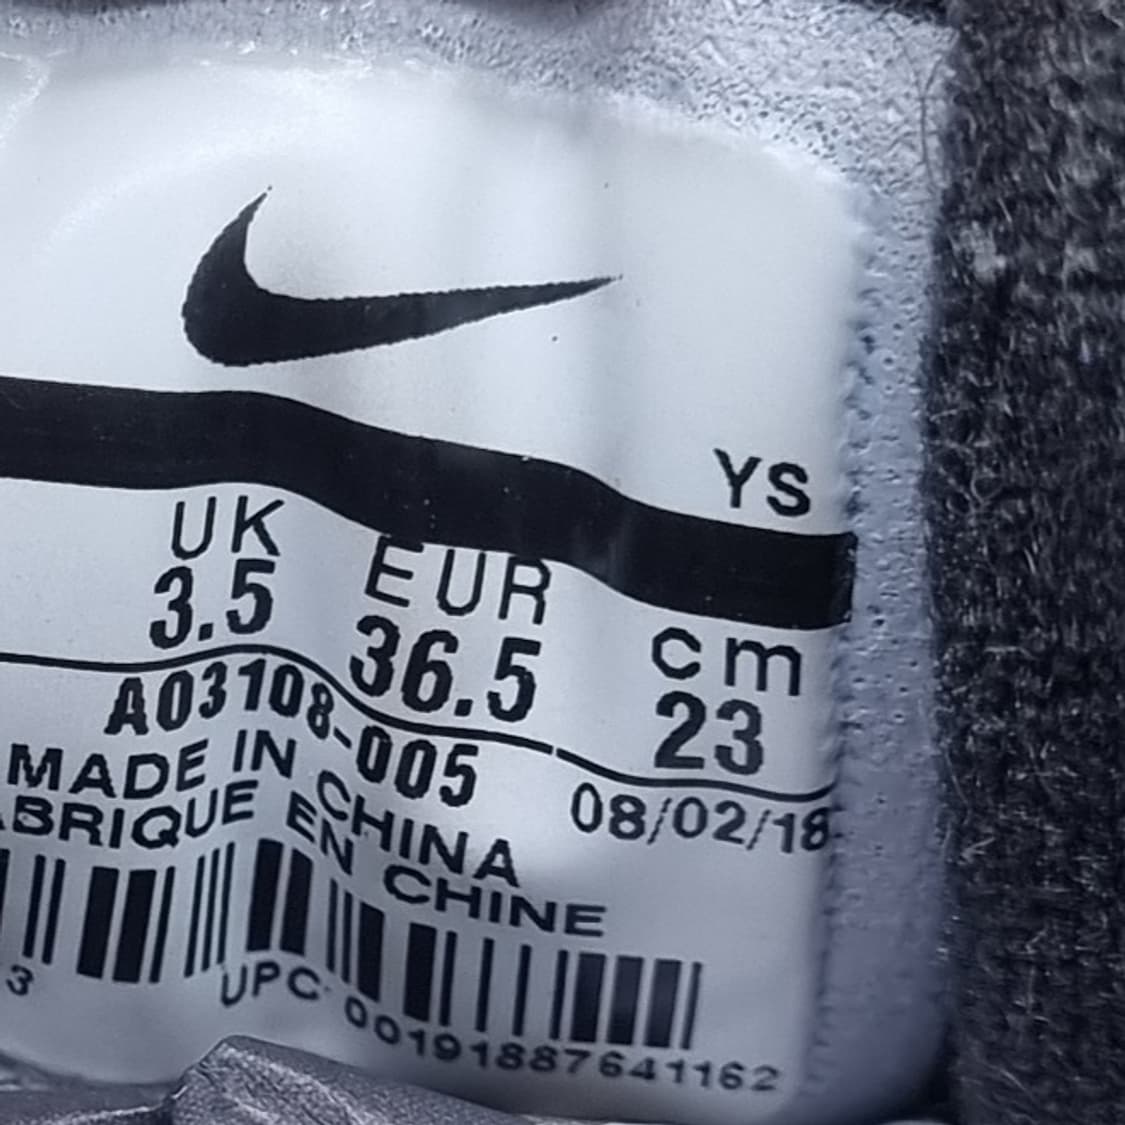 YS
UK EUR cm
3.5 36.5 23
A03108-005 08/02/18
MADE IN CHINA
ABRIQUE EN CHINE
3 UPC 00191887641162